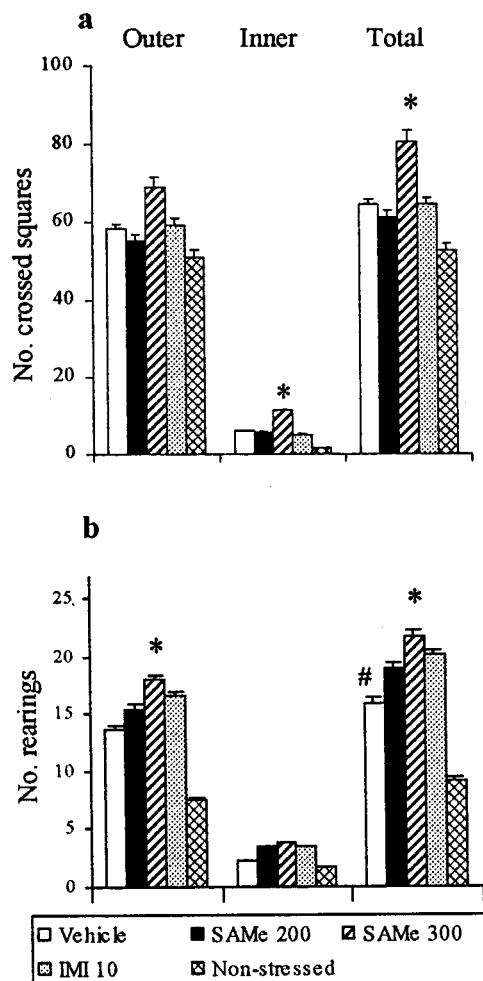 a
Outer Inner Total
100
80
60
40
20
0
No. crossed squares
*
*
b
25
20
15
10
5
0
No. rearings
*
#
*
Vehicle SAMe 200 SAMe 300
IMI 10 Non-stressed